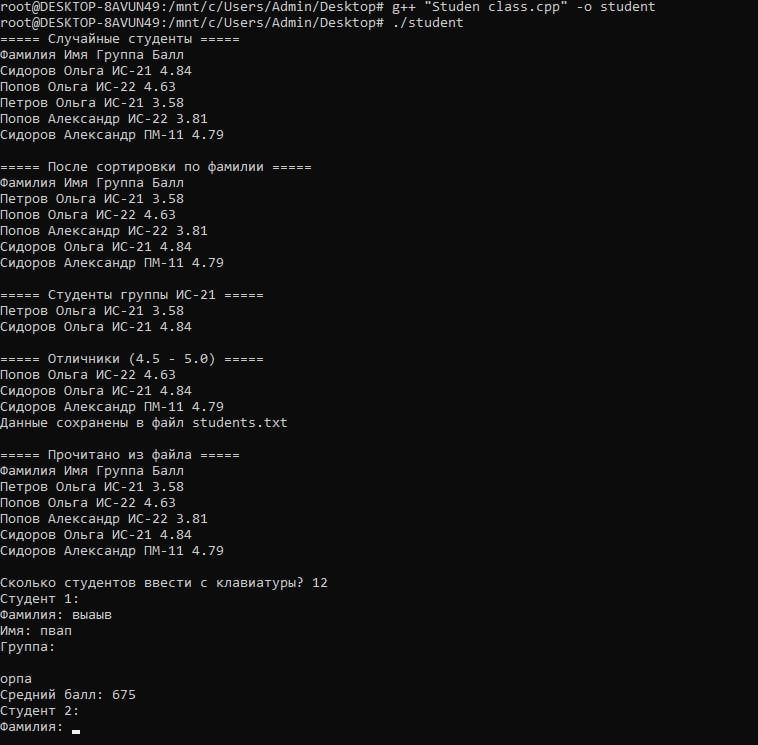 root@DESKTOP-8AVUN49:/mnt/c/Users/Admin/Desktop# g++ "Studen class.cpp" -o student
root@DESKTOP-8AVUN49:/mnt/c/Users/Admin/Desktop# ./student
===== Случайные студенты =====
Фамилия Имя Группа Балл
Сидоров Ольга ИС-21 4.84
Попов Ольга ИС-22 4.63
Петров Ольга ИС-21 3.58
Попов Александр ИС-22 3.81
Сидоров Александр ПМ-11 4.79
===== После сортировки по фамилии =====
Фамилия Имя Группа Балл
Петров Ольга ИС-21 3.58
Попов Ольга ИС-22 4.63
Попов Александр ИС-22 3.81
Сидоров Ольга ИС-21 4.84
Сидоров Александр ПМ-11 4.79
===== Студенты группы ИС-21 =====
Петров Ольга ИС-21 3.58
Сидоров Ольга ИС-21 4.84
===== Отличники (4.5 - 5.0) =====
Попов Ольга ИС-22 4.63
Сидоров Ольга ИС-21 4.84
Сидоров Александр ПМ-11 4.79
Данные сохранены в файл students.txt
===== Прочитано из файла =====
Фамилия Имя Группа Балл
Петров Ольга ИС-21 3.58
Попов Ольга ИС-22 4.63
Попов Александр ИС-22 3.81
Сидоров Ольга ИС-21 4.84
Сидоров Александр ПМ-11 4.79
Сколько студентов ввести с клавиатуры? 12
Студент 1:
Фамилия: выаыв
Имя: пвап
Группа:
орпа
Средний балл: 675
Студент 2:
Фамилия: